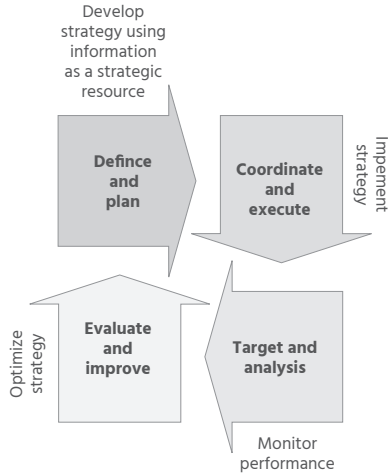 Develop
strategy using
information
as a strategic
resource
Defince
and
plan
Coordinate
and
execute
Impement
strategy
Evaluate
and
improve
Optimize
strategy
Target and
analysis
Monitor
performance